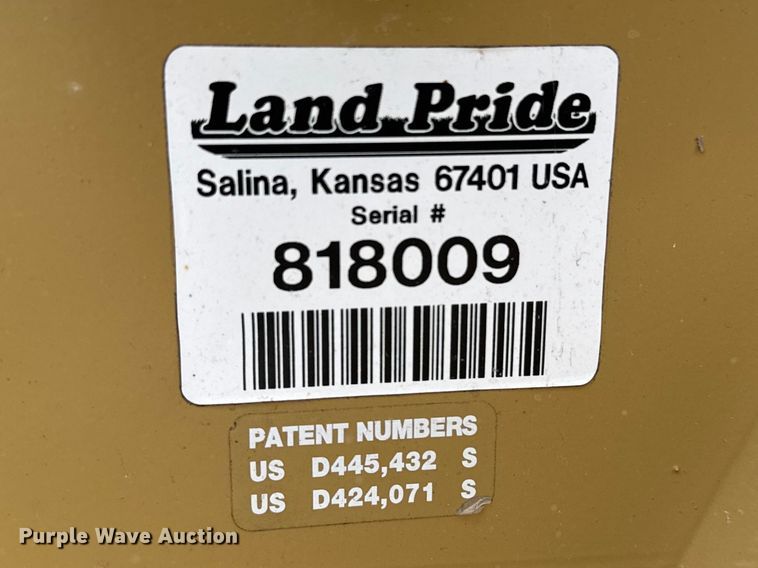 Land Pride
Salina, Kansas 67401 USA
Serial #
818009
PATENT NUMBERS
US D445,432 S
US D424,071 S
Purple Wave Auction